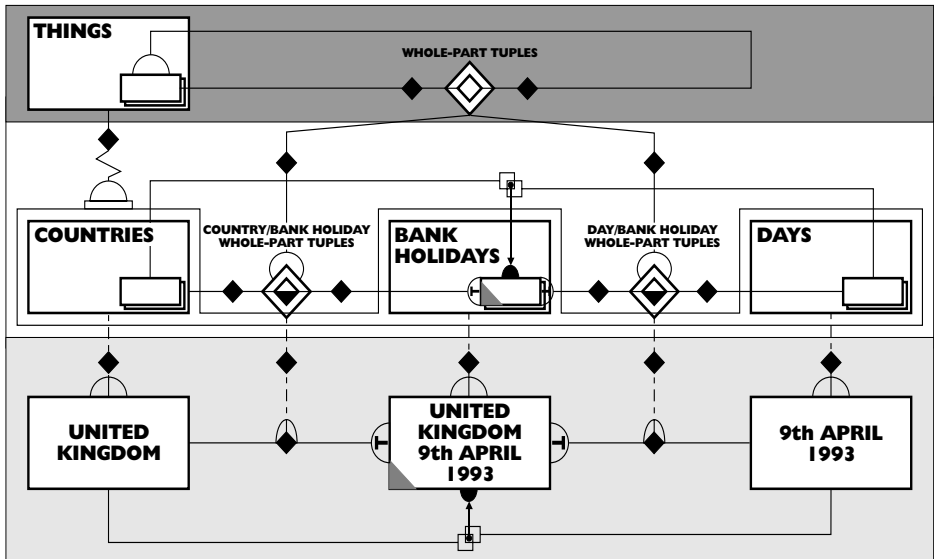 THINGS
WHOLE-PART TUPLES
COUNTRIES
COUNTRY/BANK HOLIDAY
WHOLE-PART TUPLES
BANK
HOLIDAYS
DAY/BANK HOLIDAY
WHOLE-PART TUPLES
DAYS
UNITED
KINGDOM
UNITED
KINGDOM
9th APRIL
1993
9th APRIL
1993